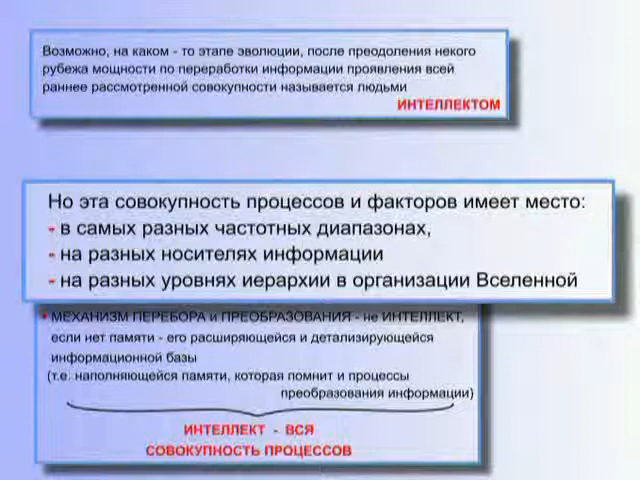 Возможно, на каком - то этапе эволюции, после преодоления некого
рубежа мощности по переработки информации проявления всей
раннее рассмотренной совокупности называется людьми
ИНТЕЛЛЕКТОМ
Но эта совокупность процессов и факторов имеет место:
- в самых разных частотных диапазонах,
- на разных носителях информации
- на разных уровнях иерархии в организации Вселенной
• МЕХАНИЗМ ПЕРЕБОРА и ПРЕОБРАЗОВАНИЯ - не ИНТЕЛЛЕКТ,
если нет памяти - его расширяющейся и детализирующейся
информационной базы
(т.е. наполняющейся памяти, которая помнит и процессы
преобразования информации)
ИНТЕЛЛЕКТ - ВСЯ
СОВОКУПНОСТЬ ПРОЦЕССОВ